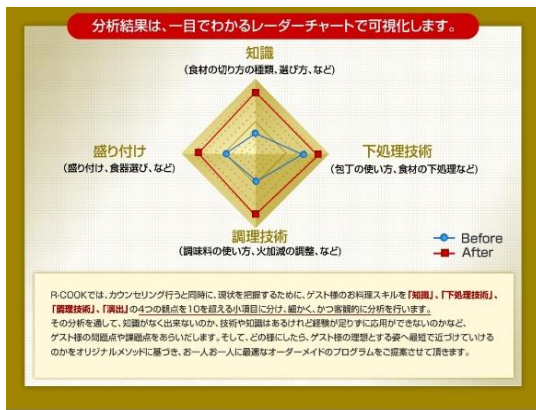 分析結果は、一目でわかるレーダーチャートで可視化します。
知識
(食材の切り方の種類、選び方、など)
盛り付け
(盛り付け、食器選び、など)
下処理技術
(包丁の使い方、食材の下処理など)
調理技術
(調味料の使い方、火加減の調整、など)
Before
After
R-COOKでは、カウンセリング行うと同時に、現状を把握するために、ゲスト様のお料理スキルを「知識」、「下処理技術」、
「調理技術」、「演出」の4つの観点を10を超える小項目に分け、細かく、かつ客観的に分析を行います。
その分析を通して、知識がなく出来ないのか、技術や知識はあるけれど経験が足りずに応用ができないのかなど、
ゲスト様の問題点や課題点をあらいだします。そして、どの様にしたら、ゲスト様の理想とする姿へ最短で近づけていける
のかをオリジナルメソッドに基づき、お一人お一人に最適なオーダーメイドのプログラムをご提案させて頂きます。